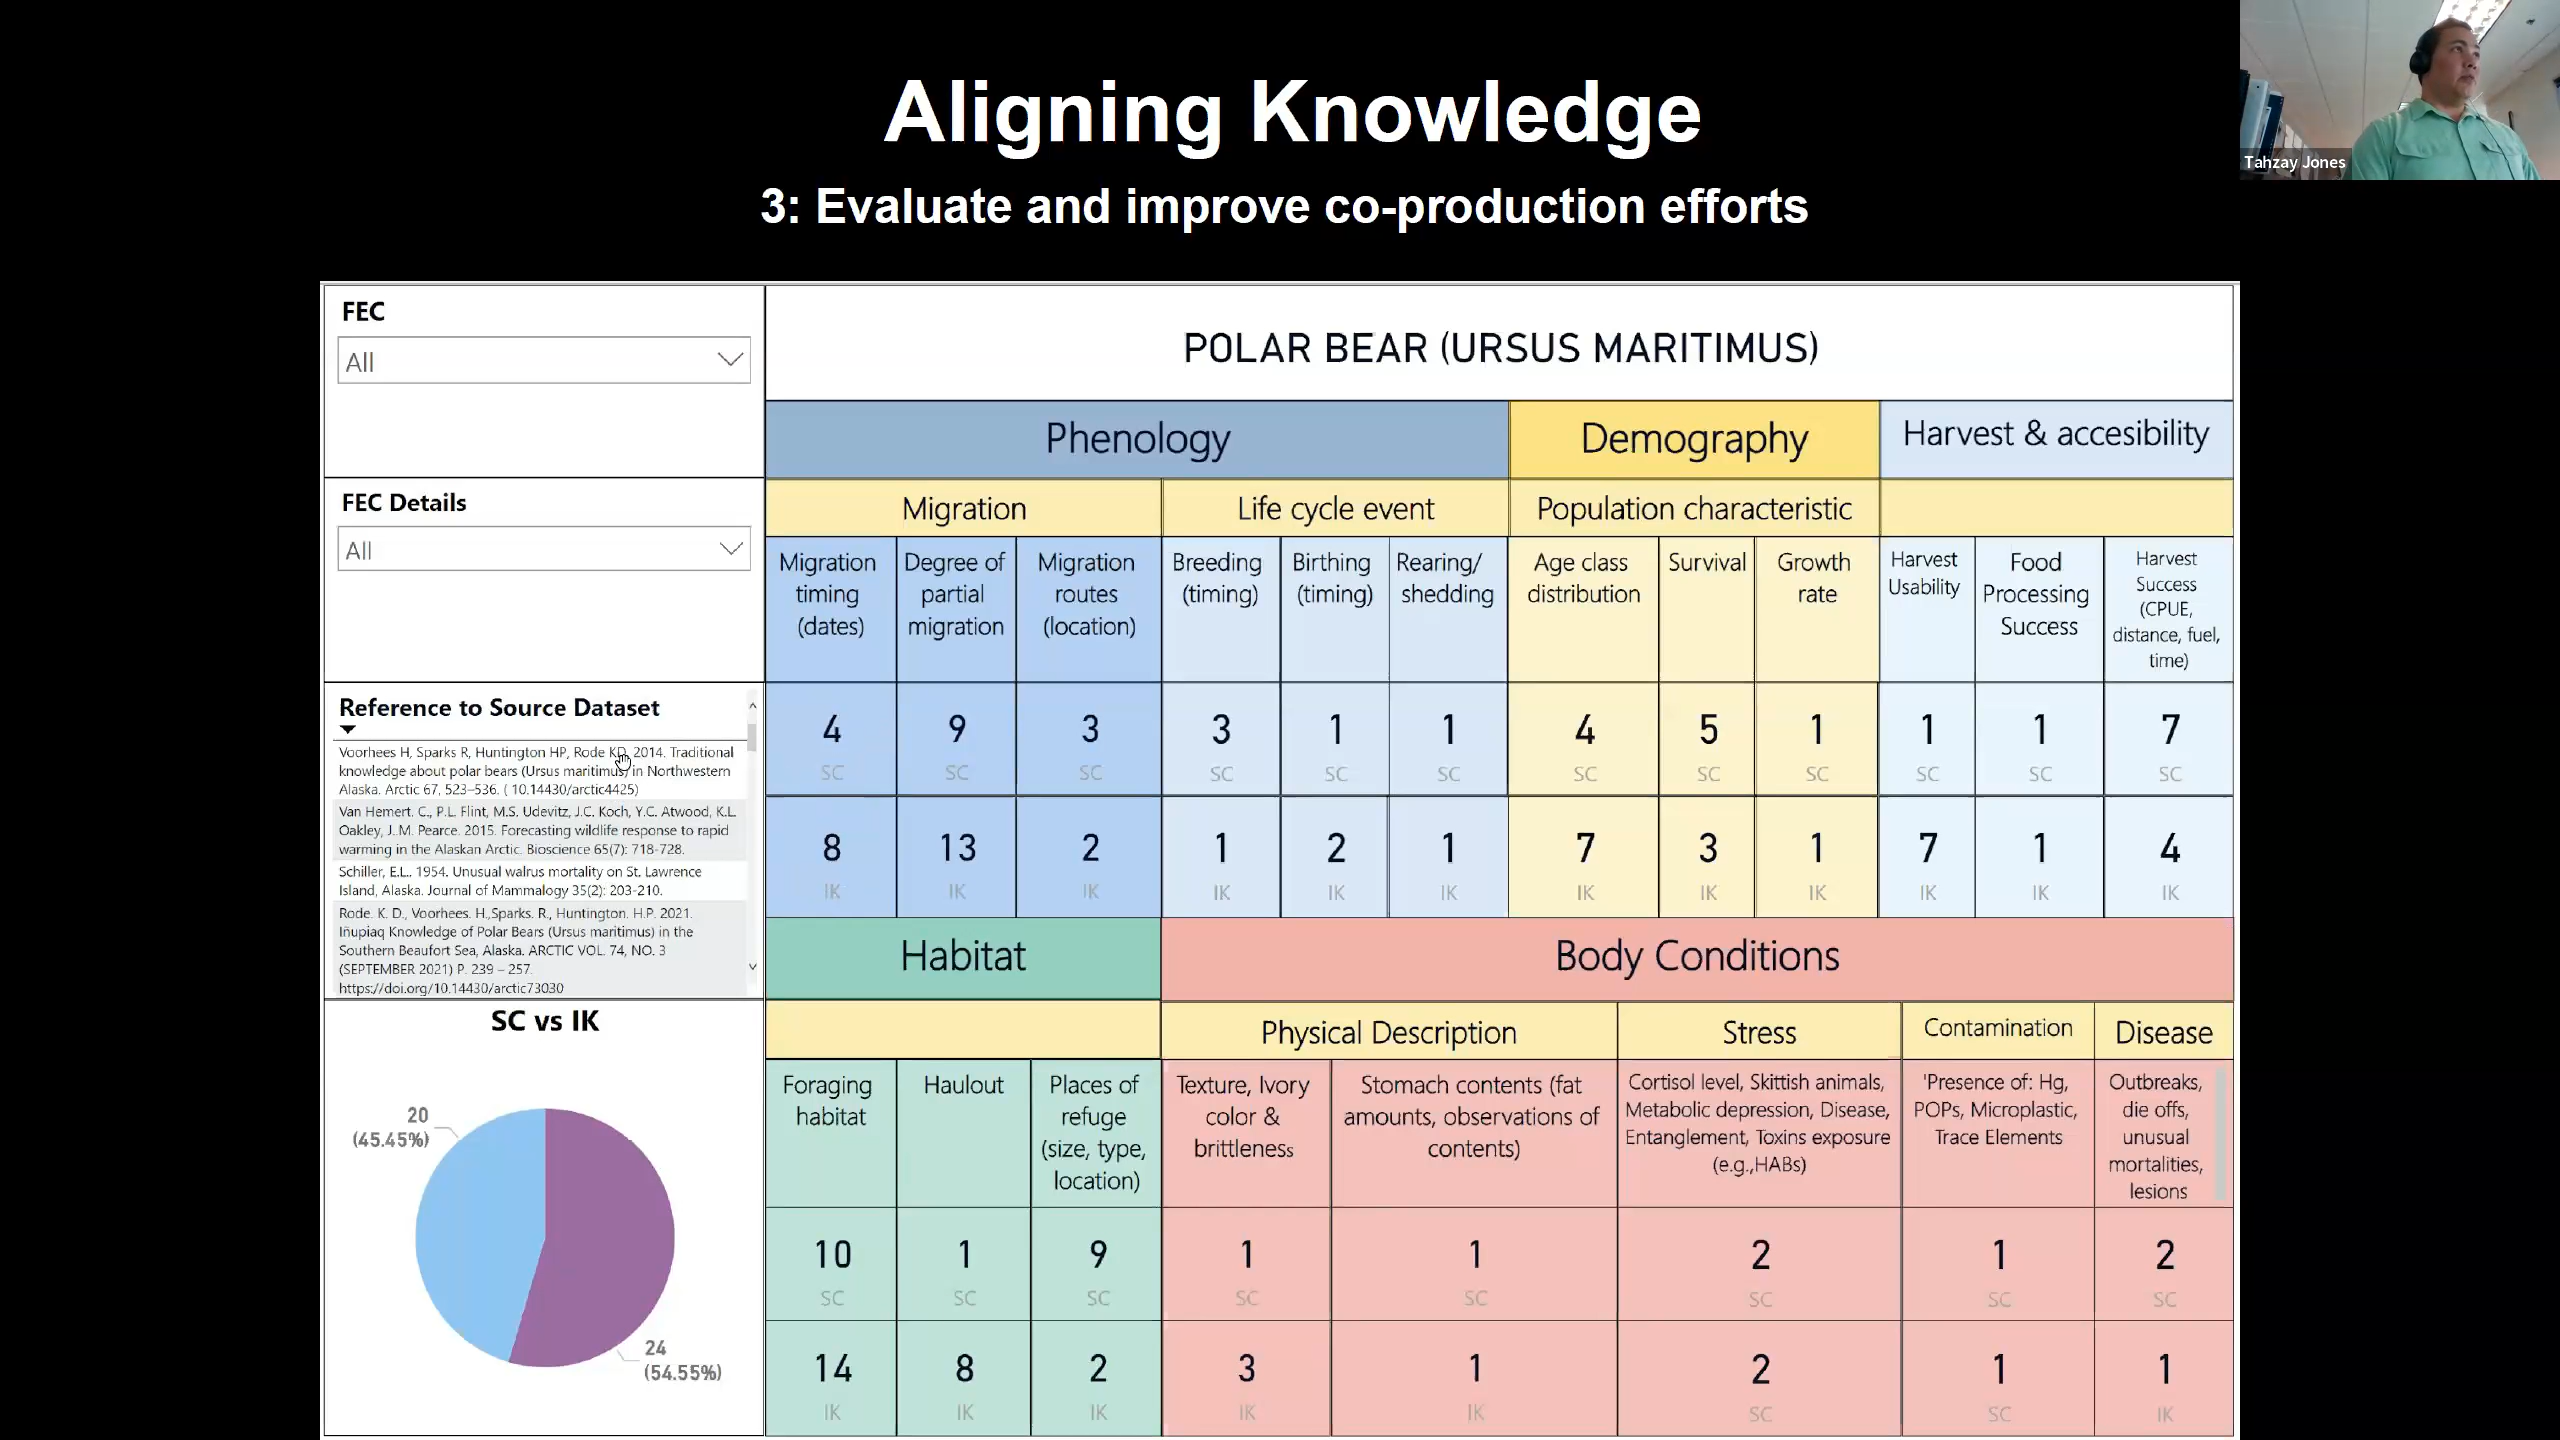 Aligning Knowledge
3: Evaluate and improve co-production efforts
Tahzay Jones
FEC
All
FEC Details
All
Reference to Source Dataset
Voorhees H, Sparks R, Huntington HP, Rode KD, 2014. Traditional
knowledge about polar bears (Ursus maritimus) in Northwestern
Alaska. Arctic 67, 523–536. ( 10.14430/arctic4425)
Van Hemert. C., P.L. Flint, M.S. Udevitz, J.C. Koch, Y.C. Atwood, K.L.
Oakley, J.M. Pearce. 2015. Forecasting wildlife response to rapid
warming in the Alaskan Arctic. Bioscience 65(7): 718-728.
Schiller, E.L.. 1954. Unusual walrus mortality on St. Lawrence
Island, Alaska. Journal of Mammalogy 35(2): 203-210.
Rode. K. D., Voorhees. H.,Sparks. R., Huntington. H.P. 2021.
Iñupiaq Knowledge of Polar Bears (Ursus maritimus) in the
Southern Beaufort Sea, Alaska. ARCTIC VOL. 74, NO. 3
(SEPTEMBER 2021) P. 239 – 257.
https://doi.org/10.14430/arctic73030
SC vs IK
20
(45.45%)
24
(54.55%)
POLAR BEAR (URSUS MARITIMUS)
Phenology
Demography
Harvest & accesibility
Migration
Life cycle event
Population characteristic
Migration
timing
(dates)
Degree of
partial
migration
Migration
routes
(location)
Breeding
(timing)
Birthing
(timing)
Rearing/
shedding
Age class
distribution
Survival
Growth
rate
Harvest
Usability
Food
Processing
Success
Harvest
Success
(CPUE,
distance, fuel,
time)
4 9 3 3 1 1 4 5 1 1 1 7
SC SC SC SC SC SC SC SC SC SC SC SC
8 13 2 1 2 1 7 3 1 7 1 4
IK IK IK IK IK IK IK IK IK IK IK IK
Habitat
Body Conditions
Physical Description
Stress
Contamination
Disease
Foraging
habitat
Haulout
Places of
refuge
(size, type,
location)
Texture, Ivory
color &
brittleness
Stomach contents (fat
amounts, observations of
contents)
Cortisol level, Skittish animals,
Metabolic depression, Disease,
Entanglement, Toxins exposure
(e.g.,HABs)
'Presence of: Hg,
POPs, Microplastic,
Trace Elements
Outbreaks,
die offs,
unusual
mortalities,
lesions
10 1 9 1 1 2 1 2
SC SC SC SC SC SC SC SC
14 8 2 3 1 2 1 1
IK IK IK IK IK SC SC IK